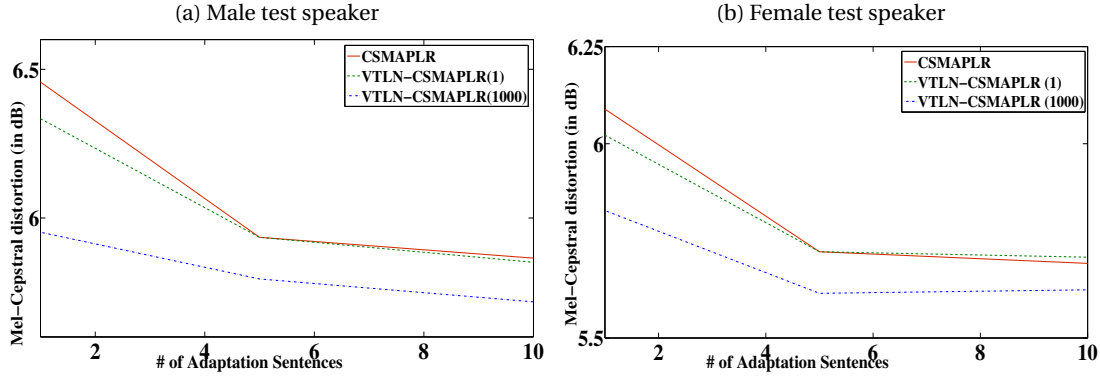 (a) Male test speaker
6.5
6
Mel-Cepstral distortion (in dB)
CSMAPLR
VTLN-CSMAPLR(1)
VTLN-CSMAPLR(1000)
2 4 6 8 10
# of Adaptation Sentences
(b) Female test speaker
6.25
6
5.5
Mel-Cepstral distortion (in dB)
CSMAPLR
VTLN-CSMAPLR (1)
VTLN-CSMAPLR (1000)
2 4 6 8 10
# of Adaptation Sentences